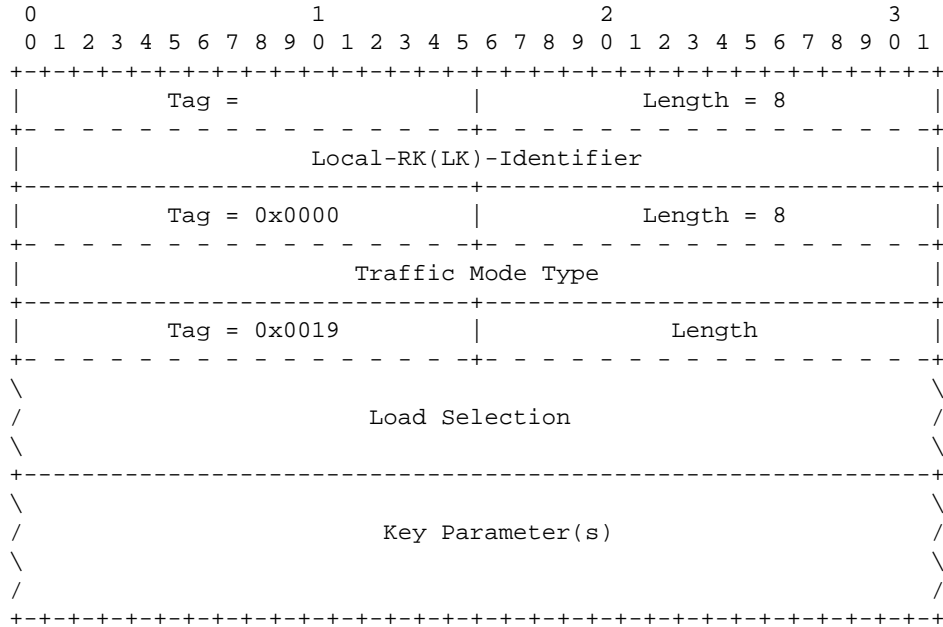 0                   1                   2                   3
0 1 2 3 4 5 6 7 8 9 0 1 2 3 4 5 6 7 8 9 0 1 2 3 4 5 6 7 8 9 0 1
Tag = Length = 8
Local-RK(LK)-Identifier
Tag = 0x0000 Length = 8
Traffic Mode Type
Tag = 0x0019 Length
Load Selection
Key Parameter(s)